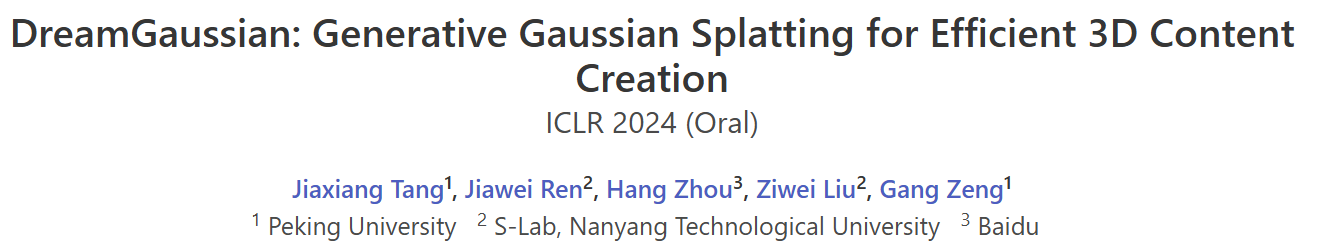 DreamGaussian: Generative Gaussian Splatting for Efficient 3D Content
Creation
ICLR 2024 (Oral)
Jiaxiang Tang¹, Jiawei Ren², Hang Zhou³, Ziwei Liu², Gang Zeng¹
¹ Peking University ² S-Lab, Nanyang Technological University ³ Baidu